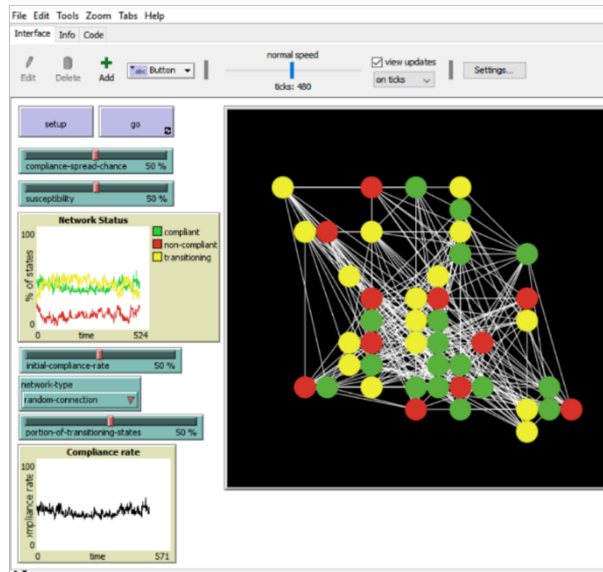 File Edit Tools Zoom Tabs Help
Interface Info Code
Edit Delete Add abc Button normal speed ticks: 480 view updates on ticks Settings...
setup go
compliance-spread-chance 50 %
susceptibility 50 %
Network Status
100
% of states
0
0 time 524
compliant
non-compliant
transitioning
initial-compliance-rate 50 %
network-type
random-connection
portion-of-transitioning-states 50 %
Compliance rate
100
ompliance rate
0
0 time 571